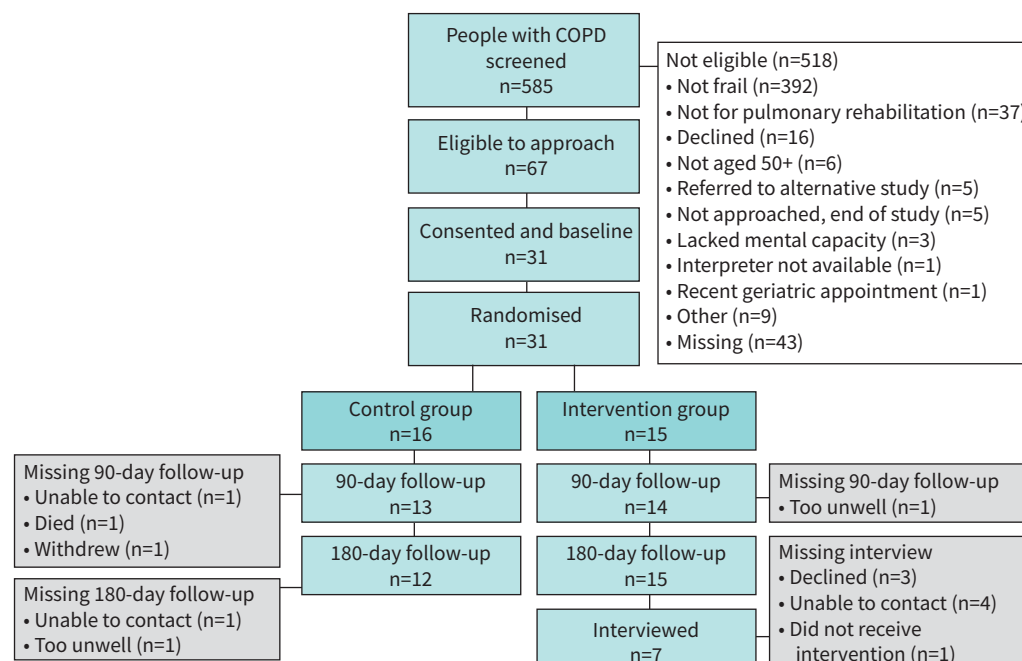 People with COPD
screened
n=585
Not eligible (n=518)
• Not frail (n=392)
• Not for pulmonary rehabilitation (n=37)
• Declined (n=16)
• Not aged 50+ (n=6)
• Referred to alternative study (n=5)
• Not approached, end of study (n=5)
• Lacked mental capacity (n=3)
• Interpreter not available (n=1)
• Recent geriatric appointment (n=1)
• Other (n=9)
• Missing (n=43)
Eligible to approach
n=67
Consented and baseline
n=31
Randomised
n=31
Control group
n=16
Intervention group
n=15
Missing 90-day follow-up
• Unable to contact (n=1)
• Died (n=1)
• Withdrew (n=1)
90-day follow-up
n=13
90-day follow-up
n=14
Missing 90-day follow-up
• Too unwell (n=1)
180-day follow-up
n=12
180-day follow-up
n=15
Missing 180-day follow-up
• Unable to contact (n=1)
• Too unwell (n=1)
Missing interview
• Declined (n=3)
• Unable to contact (n=4)
• Did not receive
intervention (n=1)
Interviewed
n=7